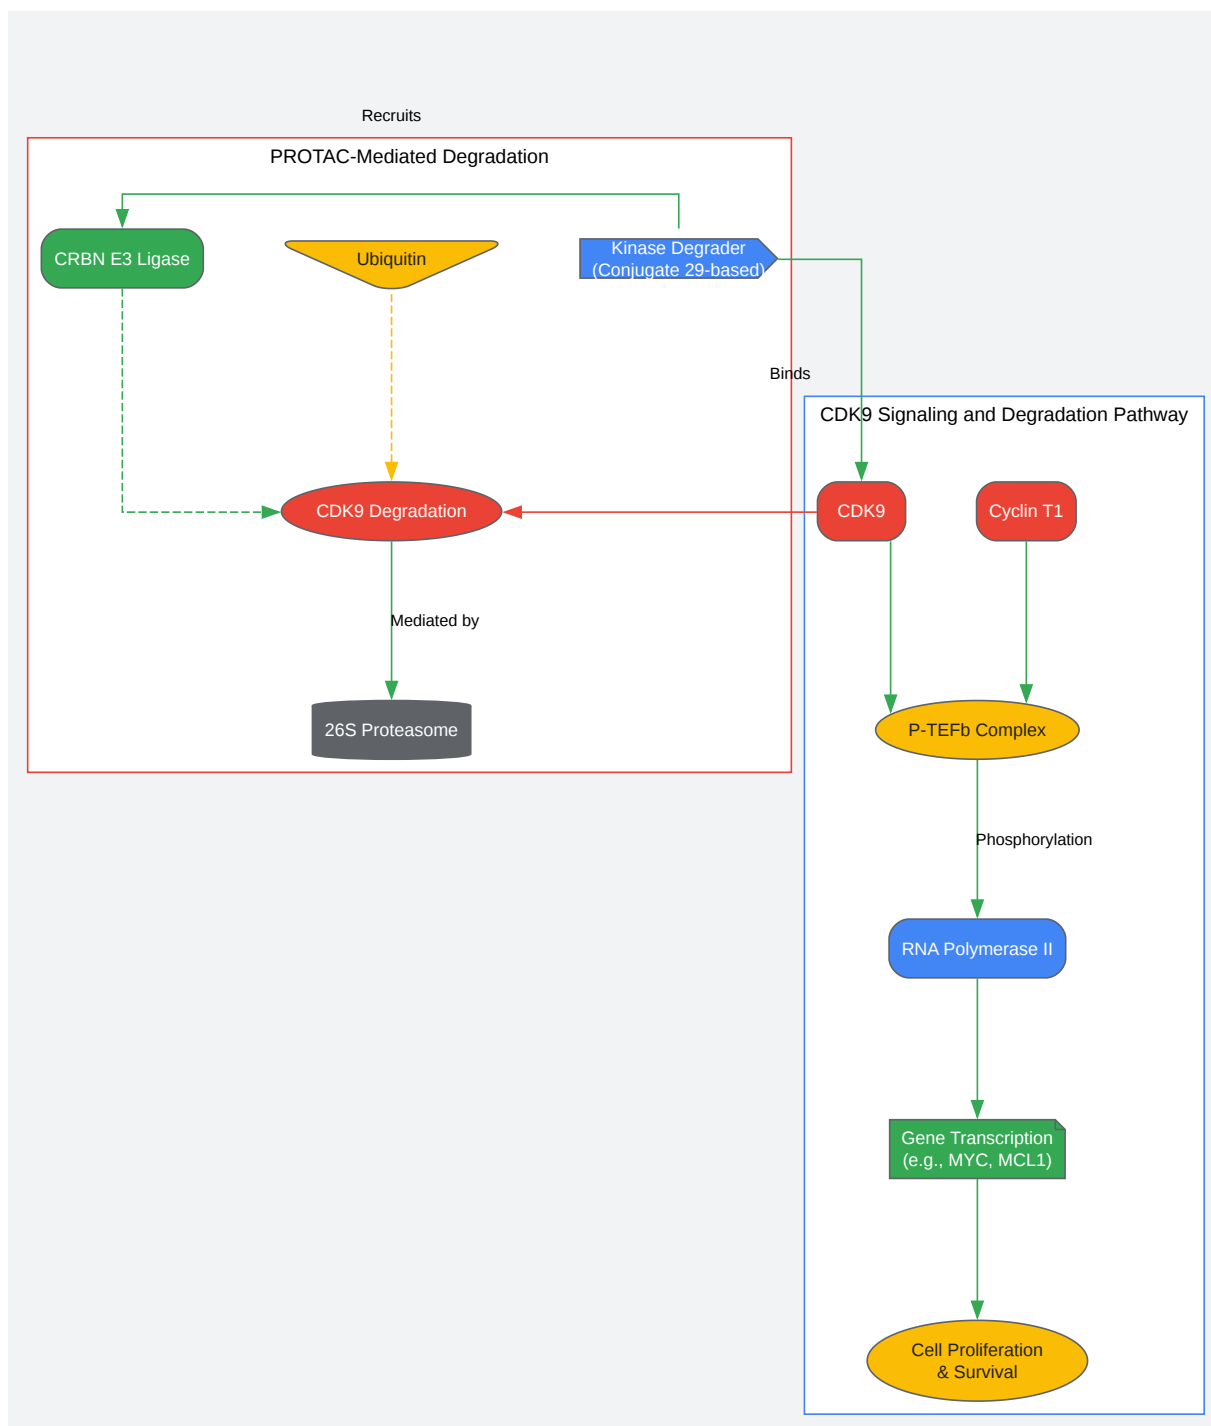 Recruits
PROTAC-Mediated Degradation
CRBN E3 Ligase
Ubiquitin
Kinase Degrader
(Conjugate 29-based)
Binds
CDK9 Signaling and Degradation Pathway
CDK9 Degradation
CDK9
Cyclin T1
Mediated by
26S Proteasome
P-TEFb Complex
Phosphorylation
RNA Polymerase II
Gene Transcription
(e.g., MYC, MCL1)
Cell Proliferation
& Survival